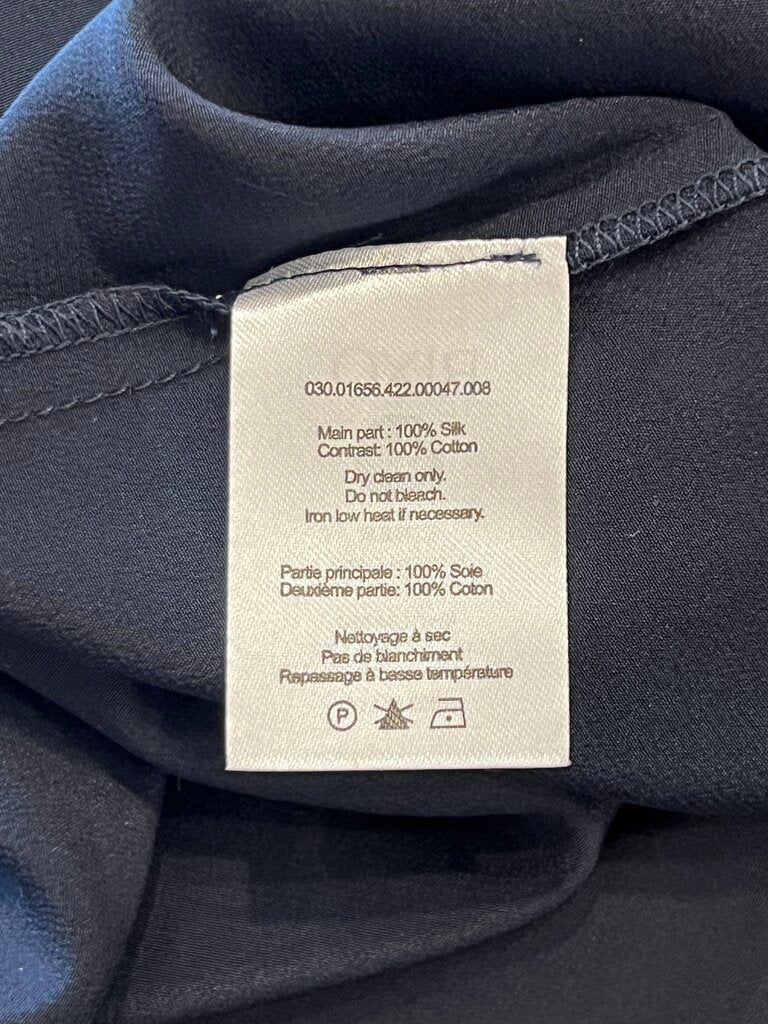 030.01656.422.00047.008
Main part : 100% Silk
Contrast: 100% Cotton
Dry clean only.
Do not bleach.
Iron low heat if necessary.
Partie principale : 100% Soie
Deuxième partie: 100% Coton
Nettoyage à sec
Pas de blanchiment
Repassage à basse température
P